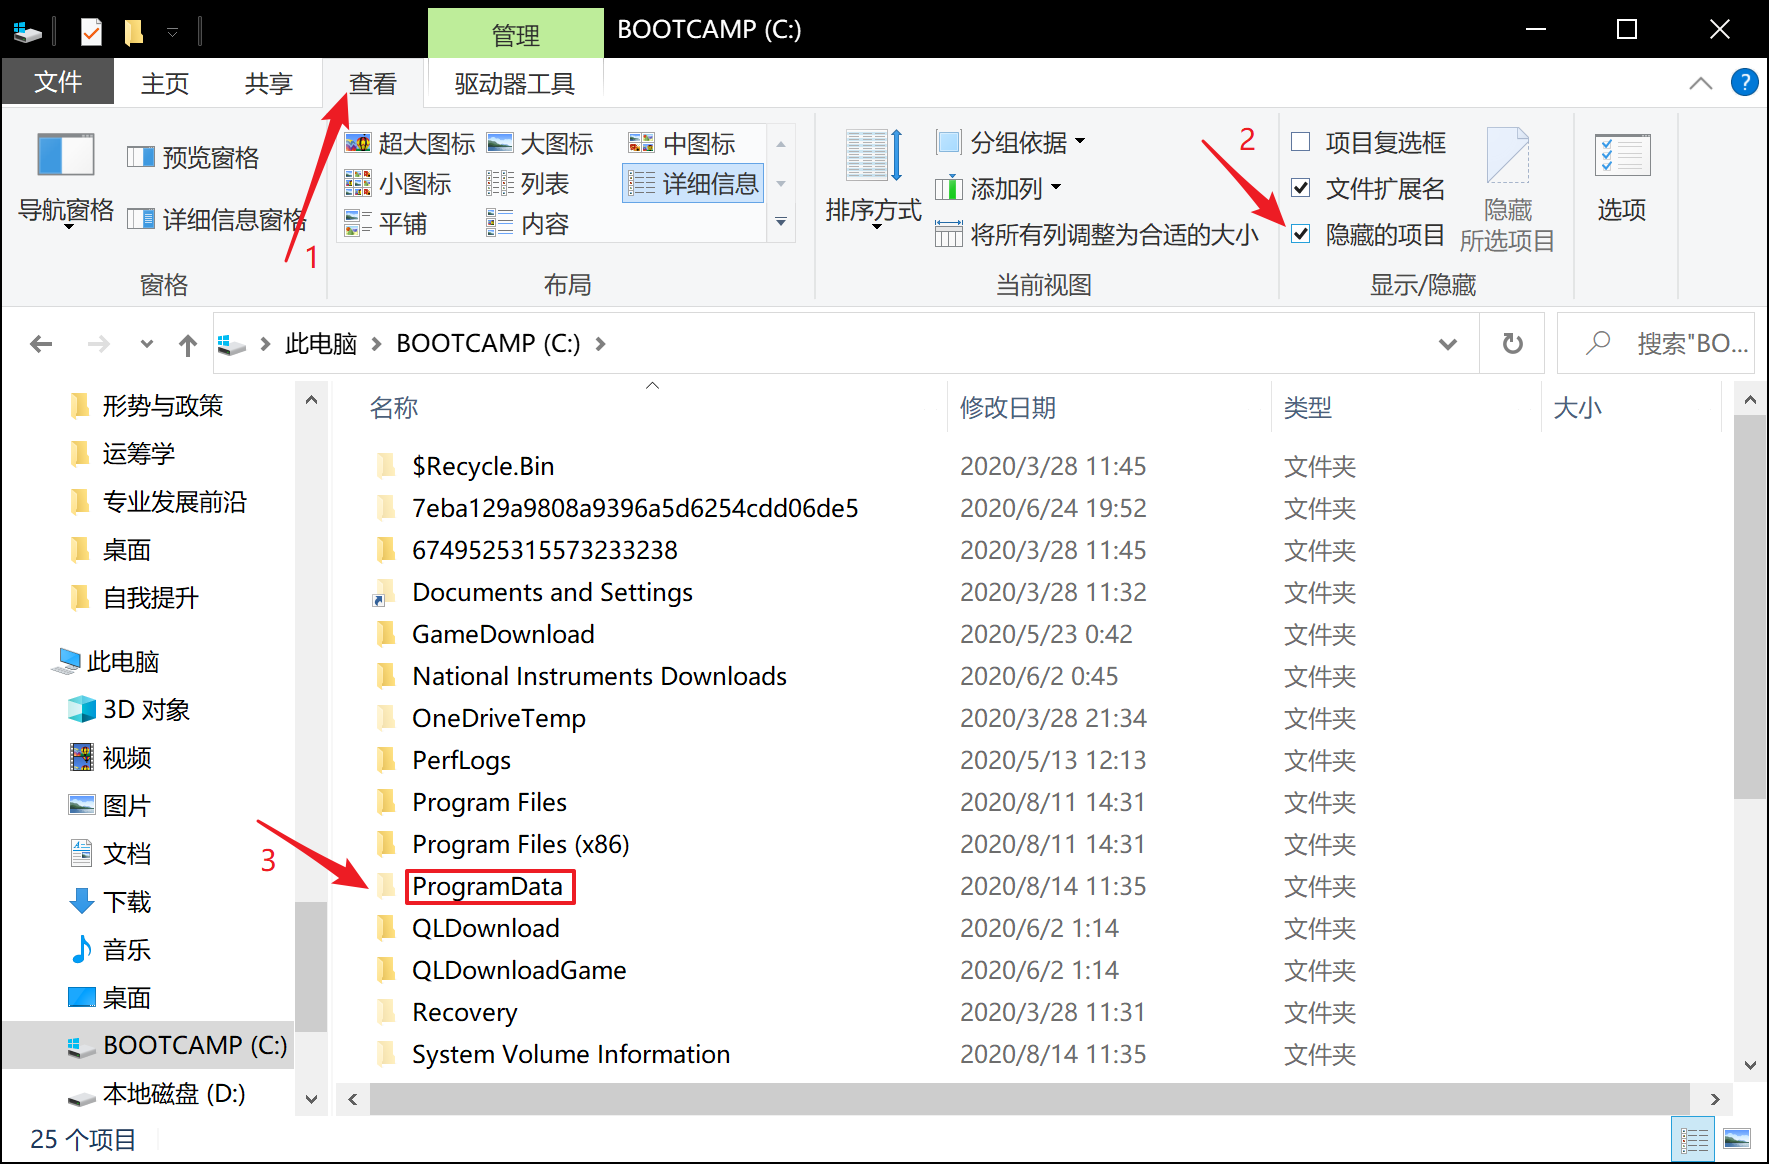 管理
BOOTCAMP (C:)
文件
主页
共享
查看
驱动器工具
?
导航窗格
预览窗格
详细信息窗格
窗格
1
超大图标
大图标
中图标
小图标
列表
详细信息
平铺
内容
布局
排序方式
分组依据
添加列
将所有列调整为合适的大小
当前视图
2
项目复选框
文件扩展名
隐藏的项目
隐藏
所选项目
显示/隐藏
选项
此电脑
BOOTCAMP (C:)
搜索"BO...
形势与政策
运筹学
专业发展前沿
桌面
自我提升
此电脑
3D 对象
视频
图片
文档
下载
音乐
桌面
BOOTCAMP (C:)
本地磁盘 (D:)
名称 修改日期 类型 大小
$Recycle.Bin 2020/3/28 11:45 文件夹
7eba129a9808a9396a5d6254cdd06de5 2020/6/24 19:52 文件夹
6749525315573233238 2020/3/28 11:45 文件夹
Documents and Settings 2020/3/28 11:32 文件夹
GameDownload 2020/5/23 0:42 文件夹
National Instruments Downloads 2020/6/2 0:45 文件夹
OneDriveTemp 2020/3/28 21:34 文件夹
PerfLogs 2020/5/13 12:13 文件夹
Program Files 2020/8/11 14:31 文件夹
Program Files (x86) 2020/8/11 14:31 文件夹
3
ProgramData 2020/8/14 11:35 文件夹
QLDownload 2020/6/2 1:14 文件夹
QLDownloadGame 2020/6/2 1:14 文件夹
Recovery 2020/3/28 11:31 文件夹
System Volume Information 2020/8/14 11:35 文件夹
25 个项目